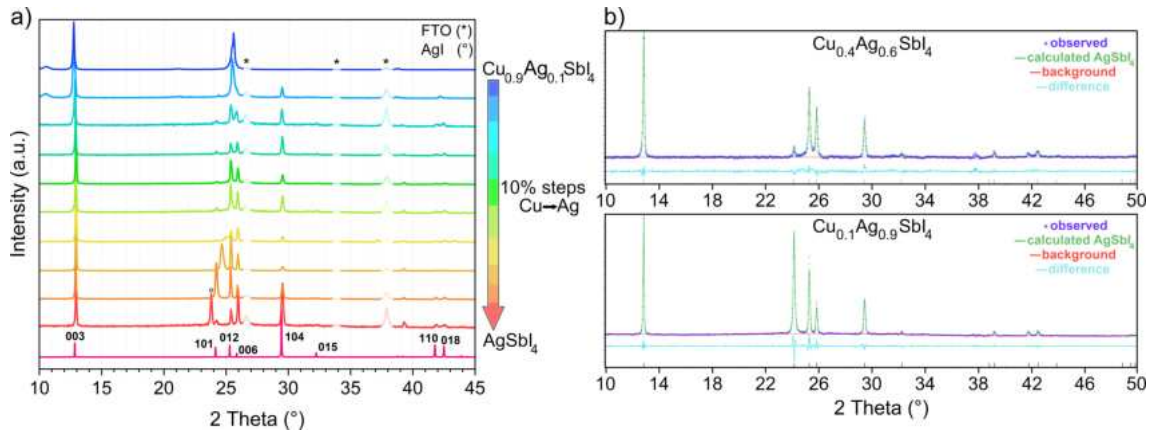 a)
FTO (*)
AgI (°)
* * *
Cu0.9Ag0.1SbI4
10% steps
Cu→Ag
AgSbI4
Intensity (a.u.)
003
101
012
006
104
015
110
018
10 15 20 25 30 35 40 45
2 Theta (°)
b)
Cu0.4Ag0.6SbI4
observed
calculated AgSbI4
background
difference
10 14 18 22 26 30 34 38 42 46 50
Cu0.1Ag0.9SbI4
observed
calculated AgSbI4
background
difference
10 14 18 22 26 30 34 38 42 46 50
2 Theta (°)